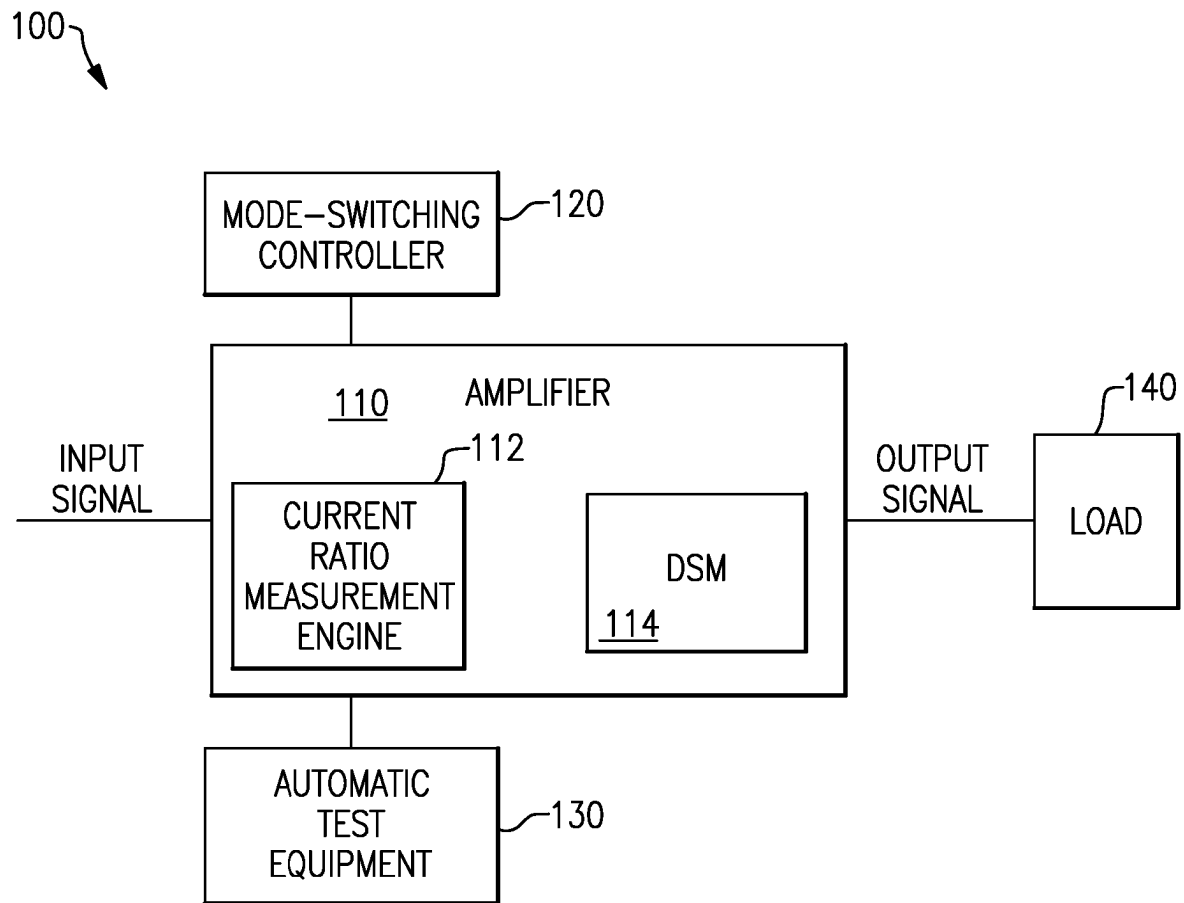 100
MODE-SWITCHING
CONTROLLER
120
110
AMPLIFIER
112
CURRENT
RATIO
MEASUREMENT
ENGINE
DSM
114
INPUT
SIGNAL
OUTPUT
SIGNAL
140
LOAD
AUTOMATIC
TEST
EQUIPMENT
130